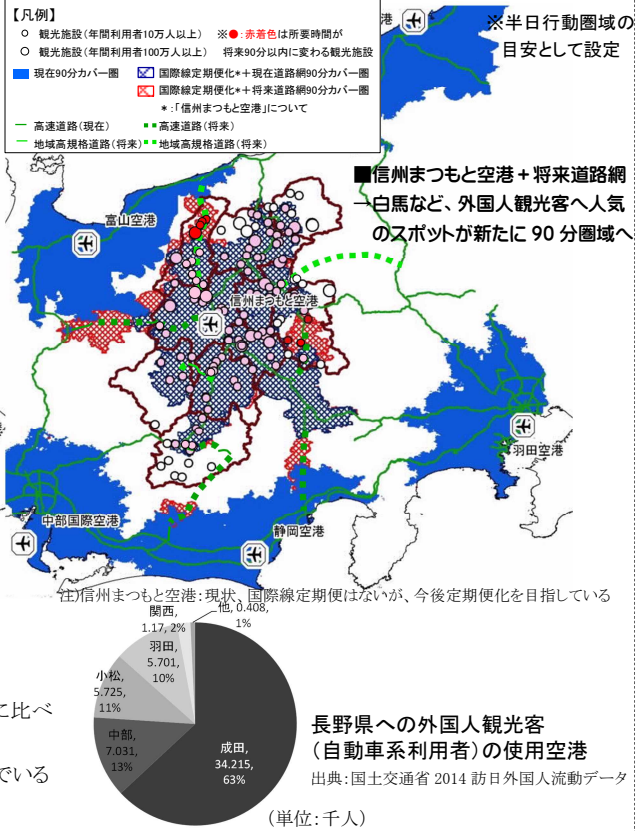 【凡例】
○ 観光施設(年間利用者10万人以上) ※●:赤着色は所要時間が
○ 観光施設(年間利用者100万人以上) 将来90分以内に変わる観光施設
現在90分カバー圏 国際線定期便化*+現在道路網90分カバー圏
国際線定期便化*+将来道路網90分カバー圏
*:「信州まつもと空港」について
高速道路(現在) 高速道路(将来)
地域高規格道路(将来) 地域高規格道路(将来)
港
※半日行動圏域の
目安として設定
■信州まつもと空港+将来道路網
→白馬など、外国人観光客へ人気
のスポットが新たに 90 分圏域へ
富山空港
信州まつもと空港
羽田空港
中部国際空港
静岡空港
注)信州まつもと空港:現状、国際線定期便はないが、今後定期便化を目指している
関西
1.17, 2%
他, 0.408,
1%
羽田
5.701,
10%
小松,
5.725,
11%
中部,
7.031,
13%
成田,
34.215,
63%
に比べ
でいる
長野県への外国人観光客
(自動車系利用者)の使用空港
出典:国土交通省 2014 訪日外国人流動データ
(単位:千人)